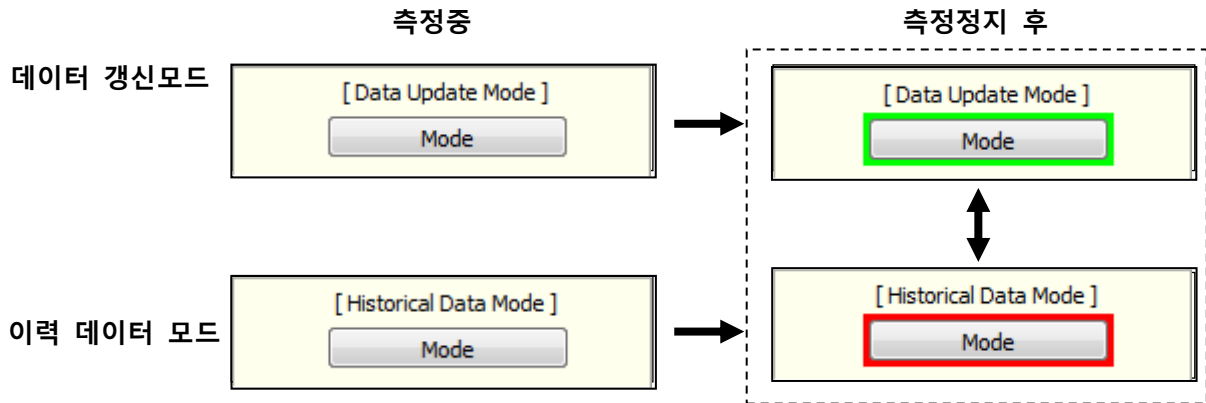 측정중
측정정지 후
데이터 갱신모드
[ Data Update Mode ]
Mode
[ Data Update Mode ]
Mode
이력 데이터 모드
[ Historical Data Mode ]
Mode
[ Historical Data Mode ]
Mode